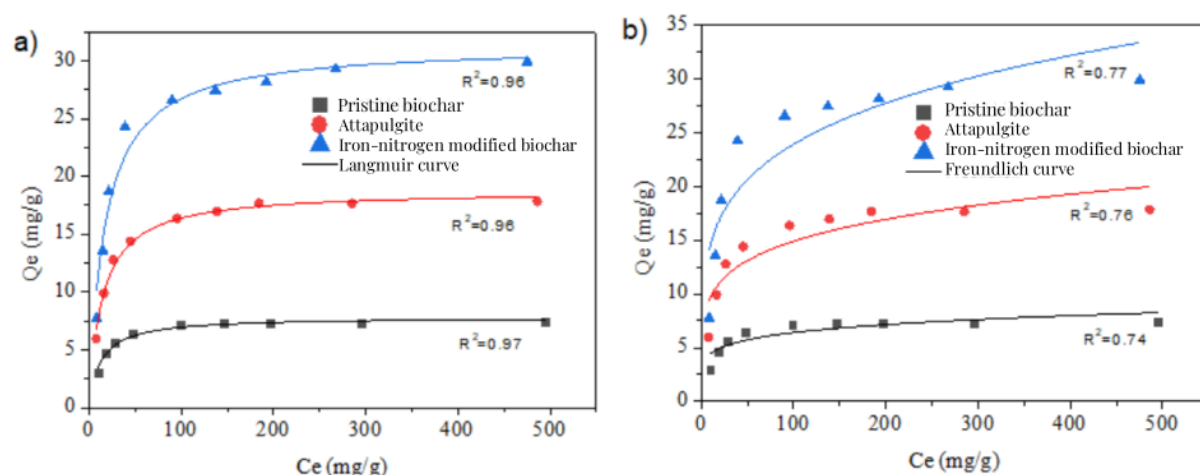 a)
Qe (mg/g)
30
25
20
15
10
5
0
R²=0.96
Pristine biochar
Attapulgite
Iron-nitrogen modified biochar
Langmuir curve
R²=0.96
R²=0.97
0 100 200 300 400 500
Ce (mg/g)
b)
Qe (mg/g)
35
30
25
20
15
10
5
0
R²=0.77
Pristine biochar
Attapulgite
Iron-nitrogen modified biochar
Freundlich curve
R²=0.76
R²=0.74
0 100 200 300 400 500
Ce (mg/g)